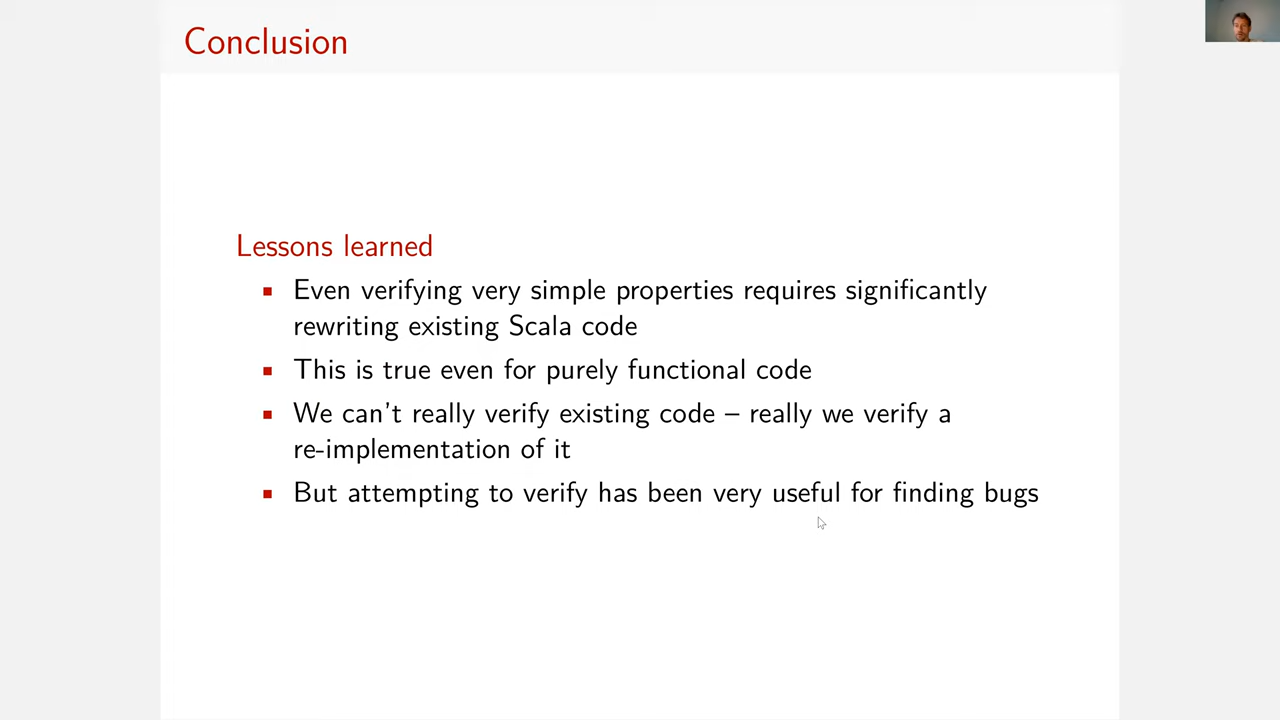 Conclusion
Lessons learned
Even verifying very simple properties requires significantly
rewriting existing Scala code
This is true even for purely functional code
We can't really verify existing code – really we verify a
re-implementation of it
But attempting to verify has been very useful for finding bugs